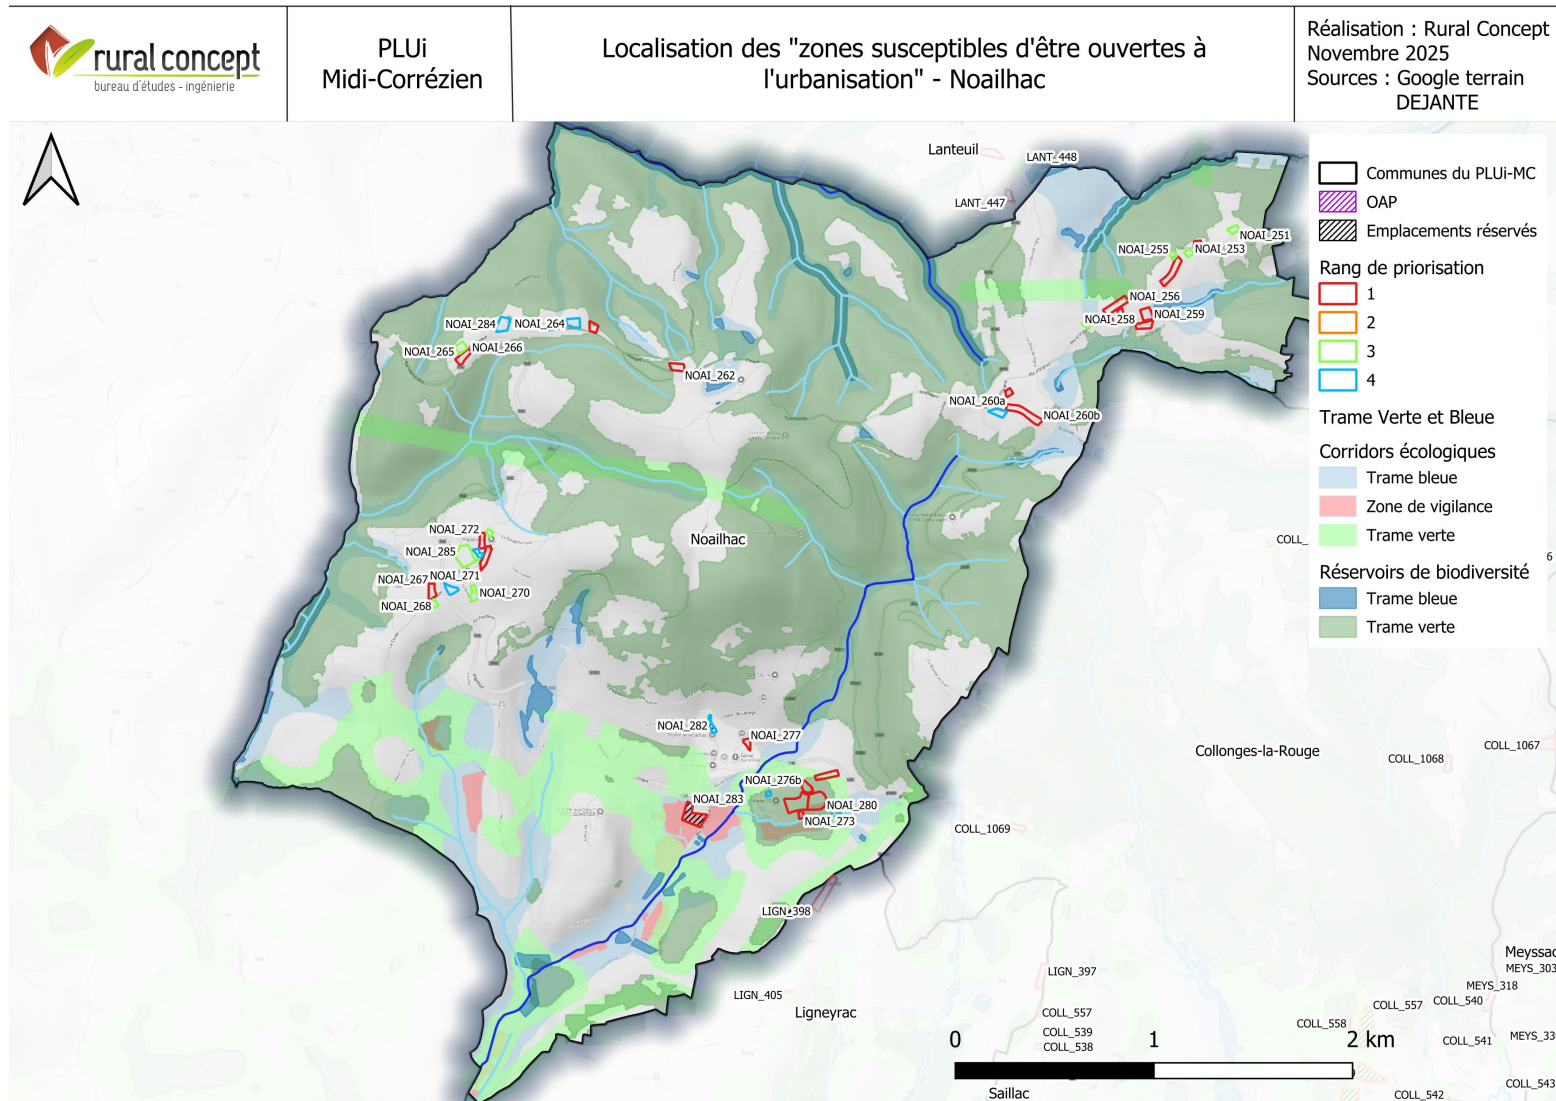 rural concept
bureau d'études - ingénierie
PLUi
Midi-Corrézien
Localisation des "zones susceptibles d'être ouvertes à
l'urbanisation" - Noailhac
Réalisation : Rural Concept
Novembre 2025
Sources : Google terrain
DEJANTE
Communes du PLUi-MC
OAP
Emplacements réservés
Rang de priorisation
1
2
3
4
Trame Verte et Bleue
Corridors écologiques
Trame bleue
Zone de vigilance
Trame verte
Réservoirs de biodiversité
Trame bleue
Trame verte
Lanteuil
LANT_448
LANT_447
NOAI_251
NOAI_255
NOAI_253
NOAI_256
NOAI_258
NOAI_259
NOAI_284
NOAI_264
NOAI_265
NOAI_266
NOAI_262
NOAI_260a
NOAI_260b
NOAI_272
NOAI_285
NOAI_267
NOAI_271
NOAI_268
NOAI_270
Noailhac
COLL_
6
NOAI_282
NOAI_277
NOAI_276b
NOAI_283
NOAI_280
NOAI_273
Collonges-la-Rouge
COLL_1067
COLL_1068
COLL_1069
LIGN_398
LIGN_397
LIGN_405
Ligneyrac
Meyssac
MEYS_303
MEYS_318
COLL_557
COLL_540
COLL_557
COLL_558
COLL_539
COLL_538
COLL_541
MEYS_33
COLL_543
COLL_542
0
1
2 km
Saillac